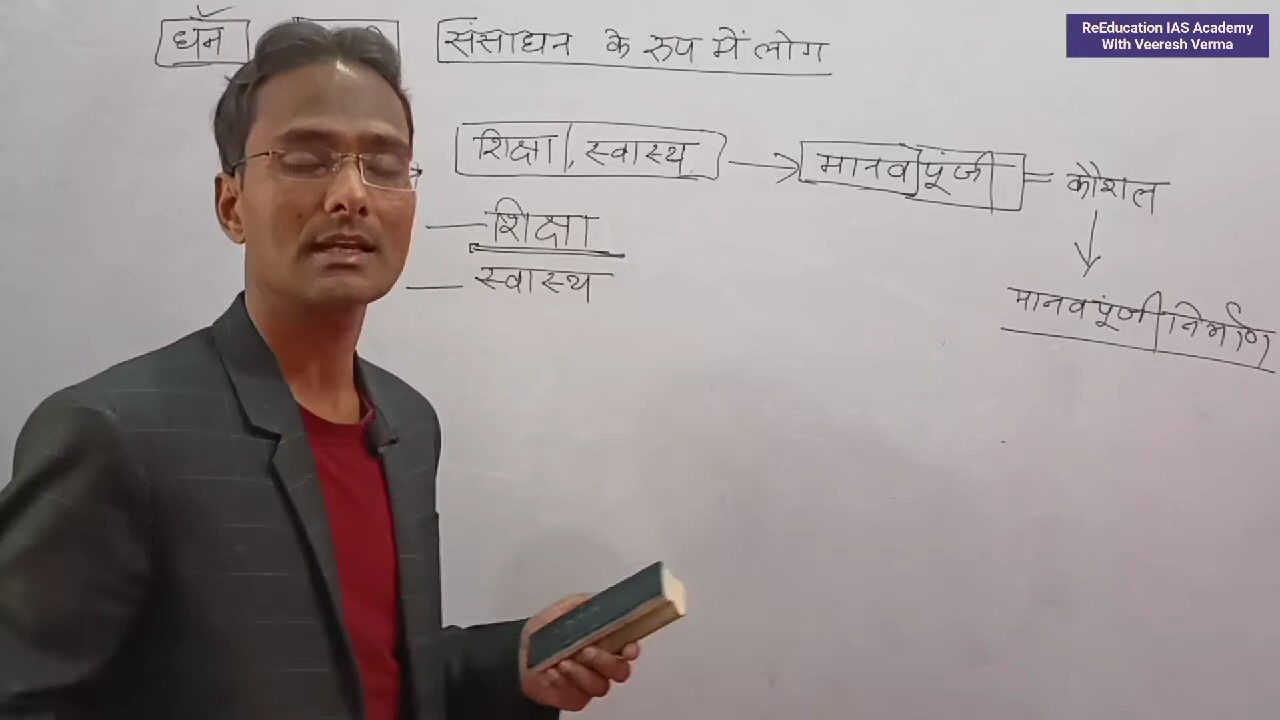 ReEducation IAS Academy
With Veeresh Verma
धन संसाधन के रुप में लोग
शिक्षा, स्वास्थ्य → मानव पूंजी = कौशल
— शिक्षा
— स्वास्थ्य
मानवपूंजी निर्माण